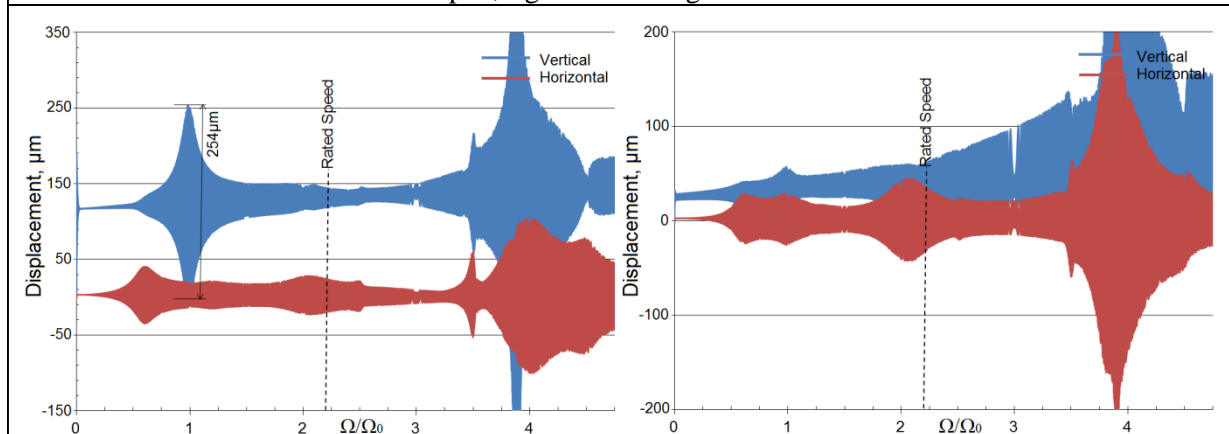 350
250
150
50
-50
-150
Displacement, µm
254µm
Rated Speed
Vertical
Horizontal
0
1
2
Ω/Ω₀
3
4
200
100
0
-100
-200
Displacement, µm
Rated Speed
Vertical
Horizontal
0
1
2
Ω/Ω₀
3
4